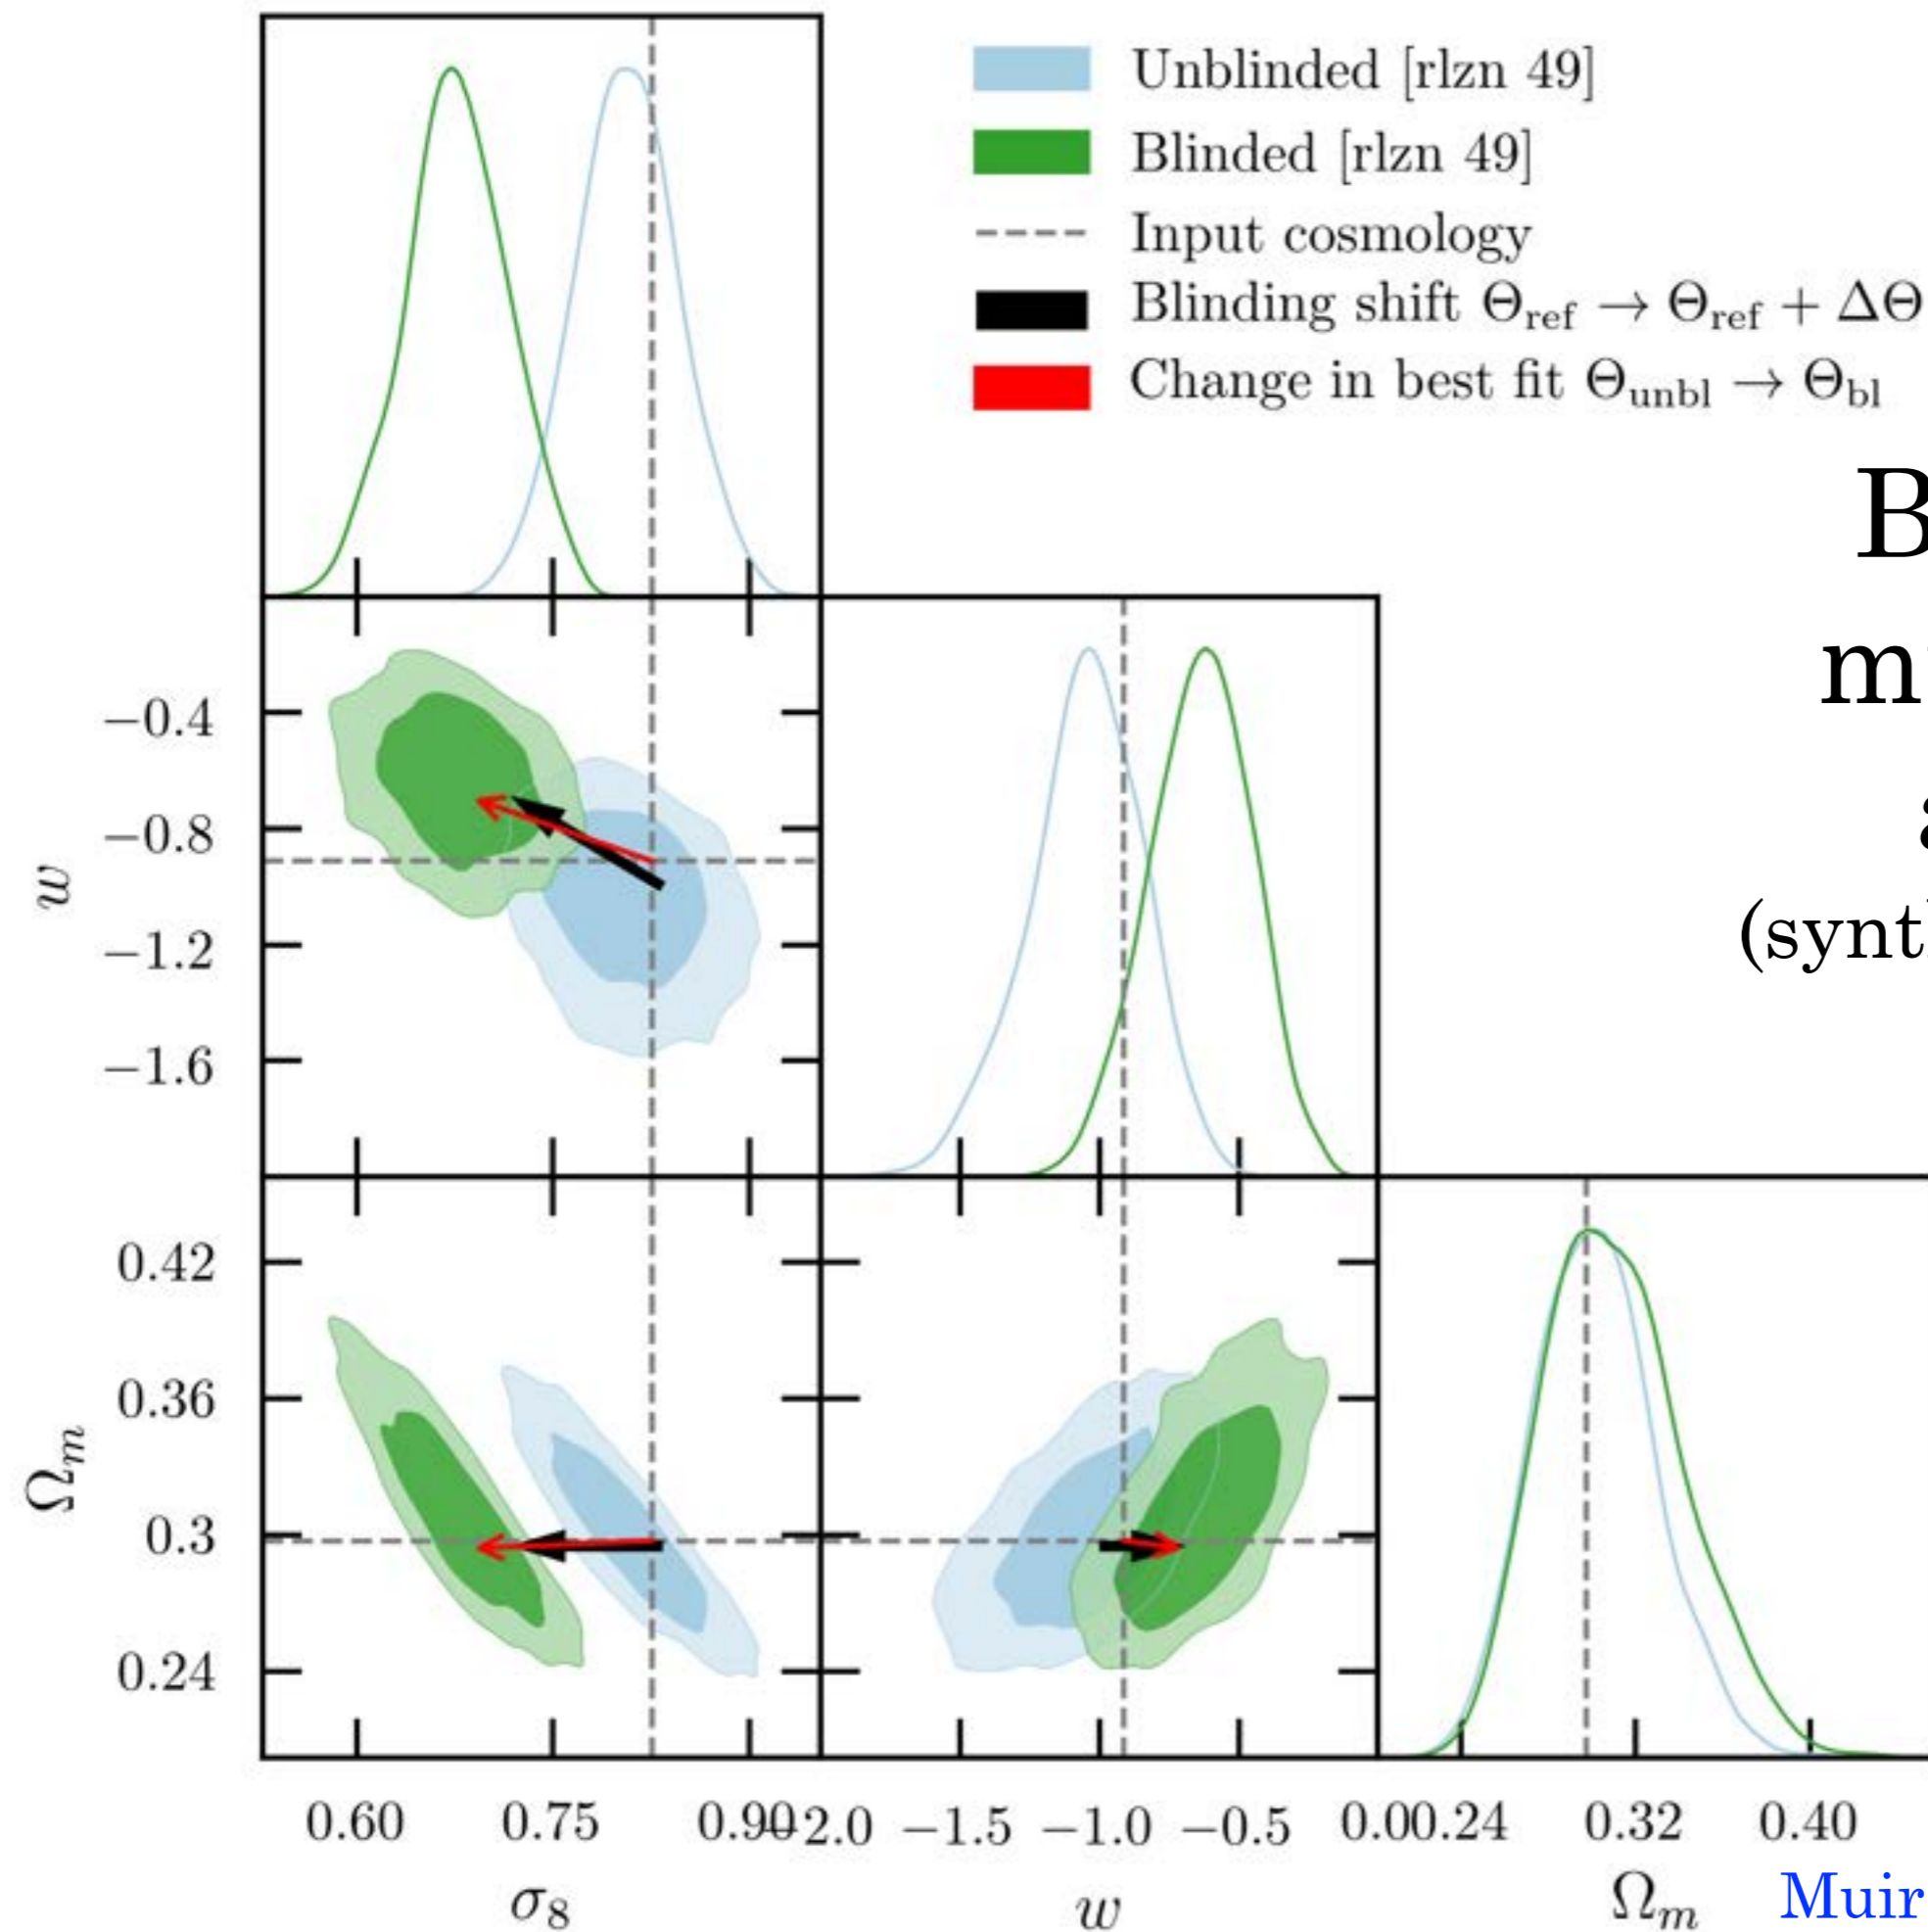 Unblinded [rlzn 49]
Blinded [rlzn 49]
Input cosmology
Blinding shift Θref → Θref + ΔΘ
Change in best fit Θunbl → Θbl
−0.4
−0.8
−1.2
−1.6
w
(synt
0.42
0.36
0.3
0.24
Ωm
0.60 0.75 0.90 −2.0 −1.5 −1.0 −0.5 0.0 0.24 0.32 0.40
σ8 w Ωm Muir